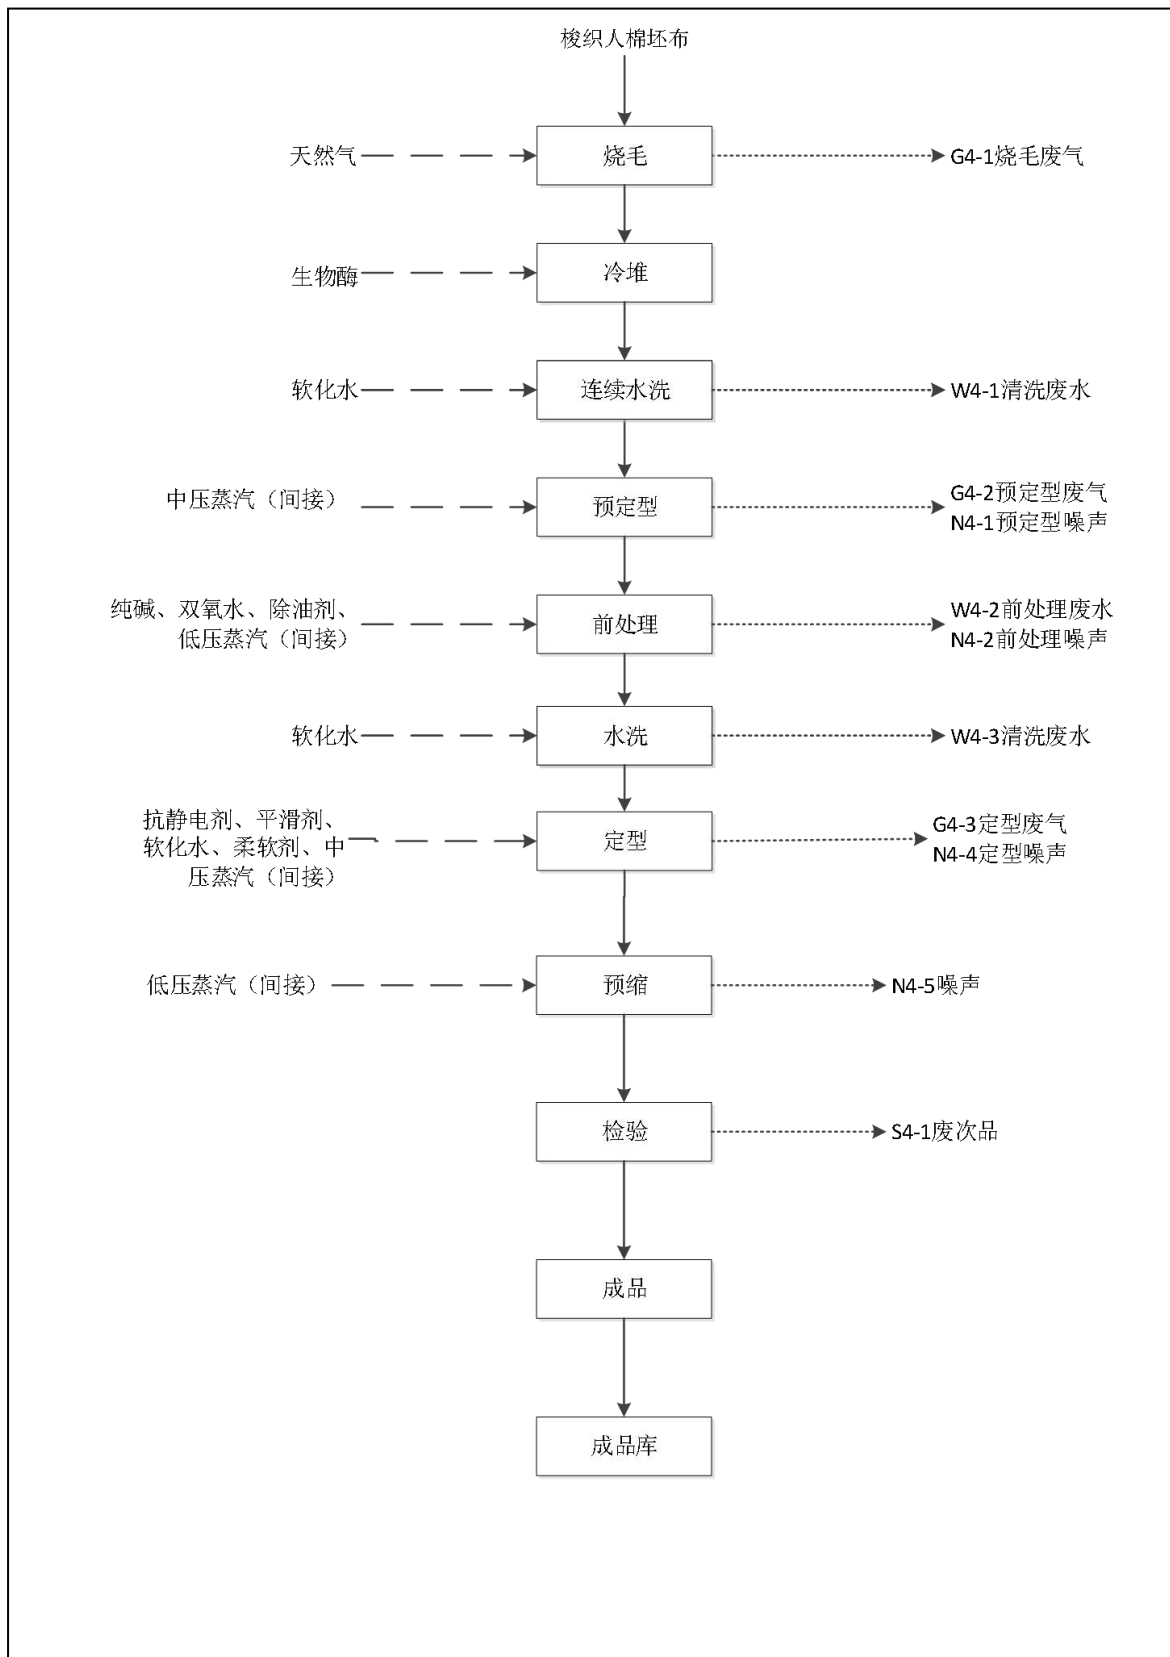 梭织人棉坯布
天然气
烧毛
G4-1烧毛废气
生物酶
冷堆
软化水
连续水洗
W4-1清洗废水
中压蒸汽（间接）
预定型
G4-2预定型废气
N4-1预定型噪声
纯碱、双氧水、除油剂、
低压蒸汽（间接）
前处理
W4-2前处理废水
N4-2前处理噪声
软化水
水洗
W4-3清洗废水
抗静电剂、平滑剂、
软化水、柔软剂、中
压蒸汽（间接）
定型
G4-3定型废气
N4-4定型噪声
低压蒸汽（间接）
预缩
N4-5噪声
检验
S4-1废次品
成品
成品库